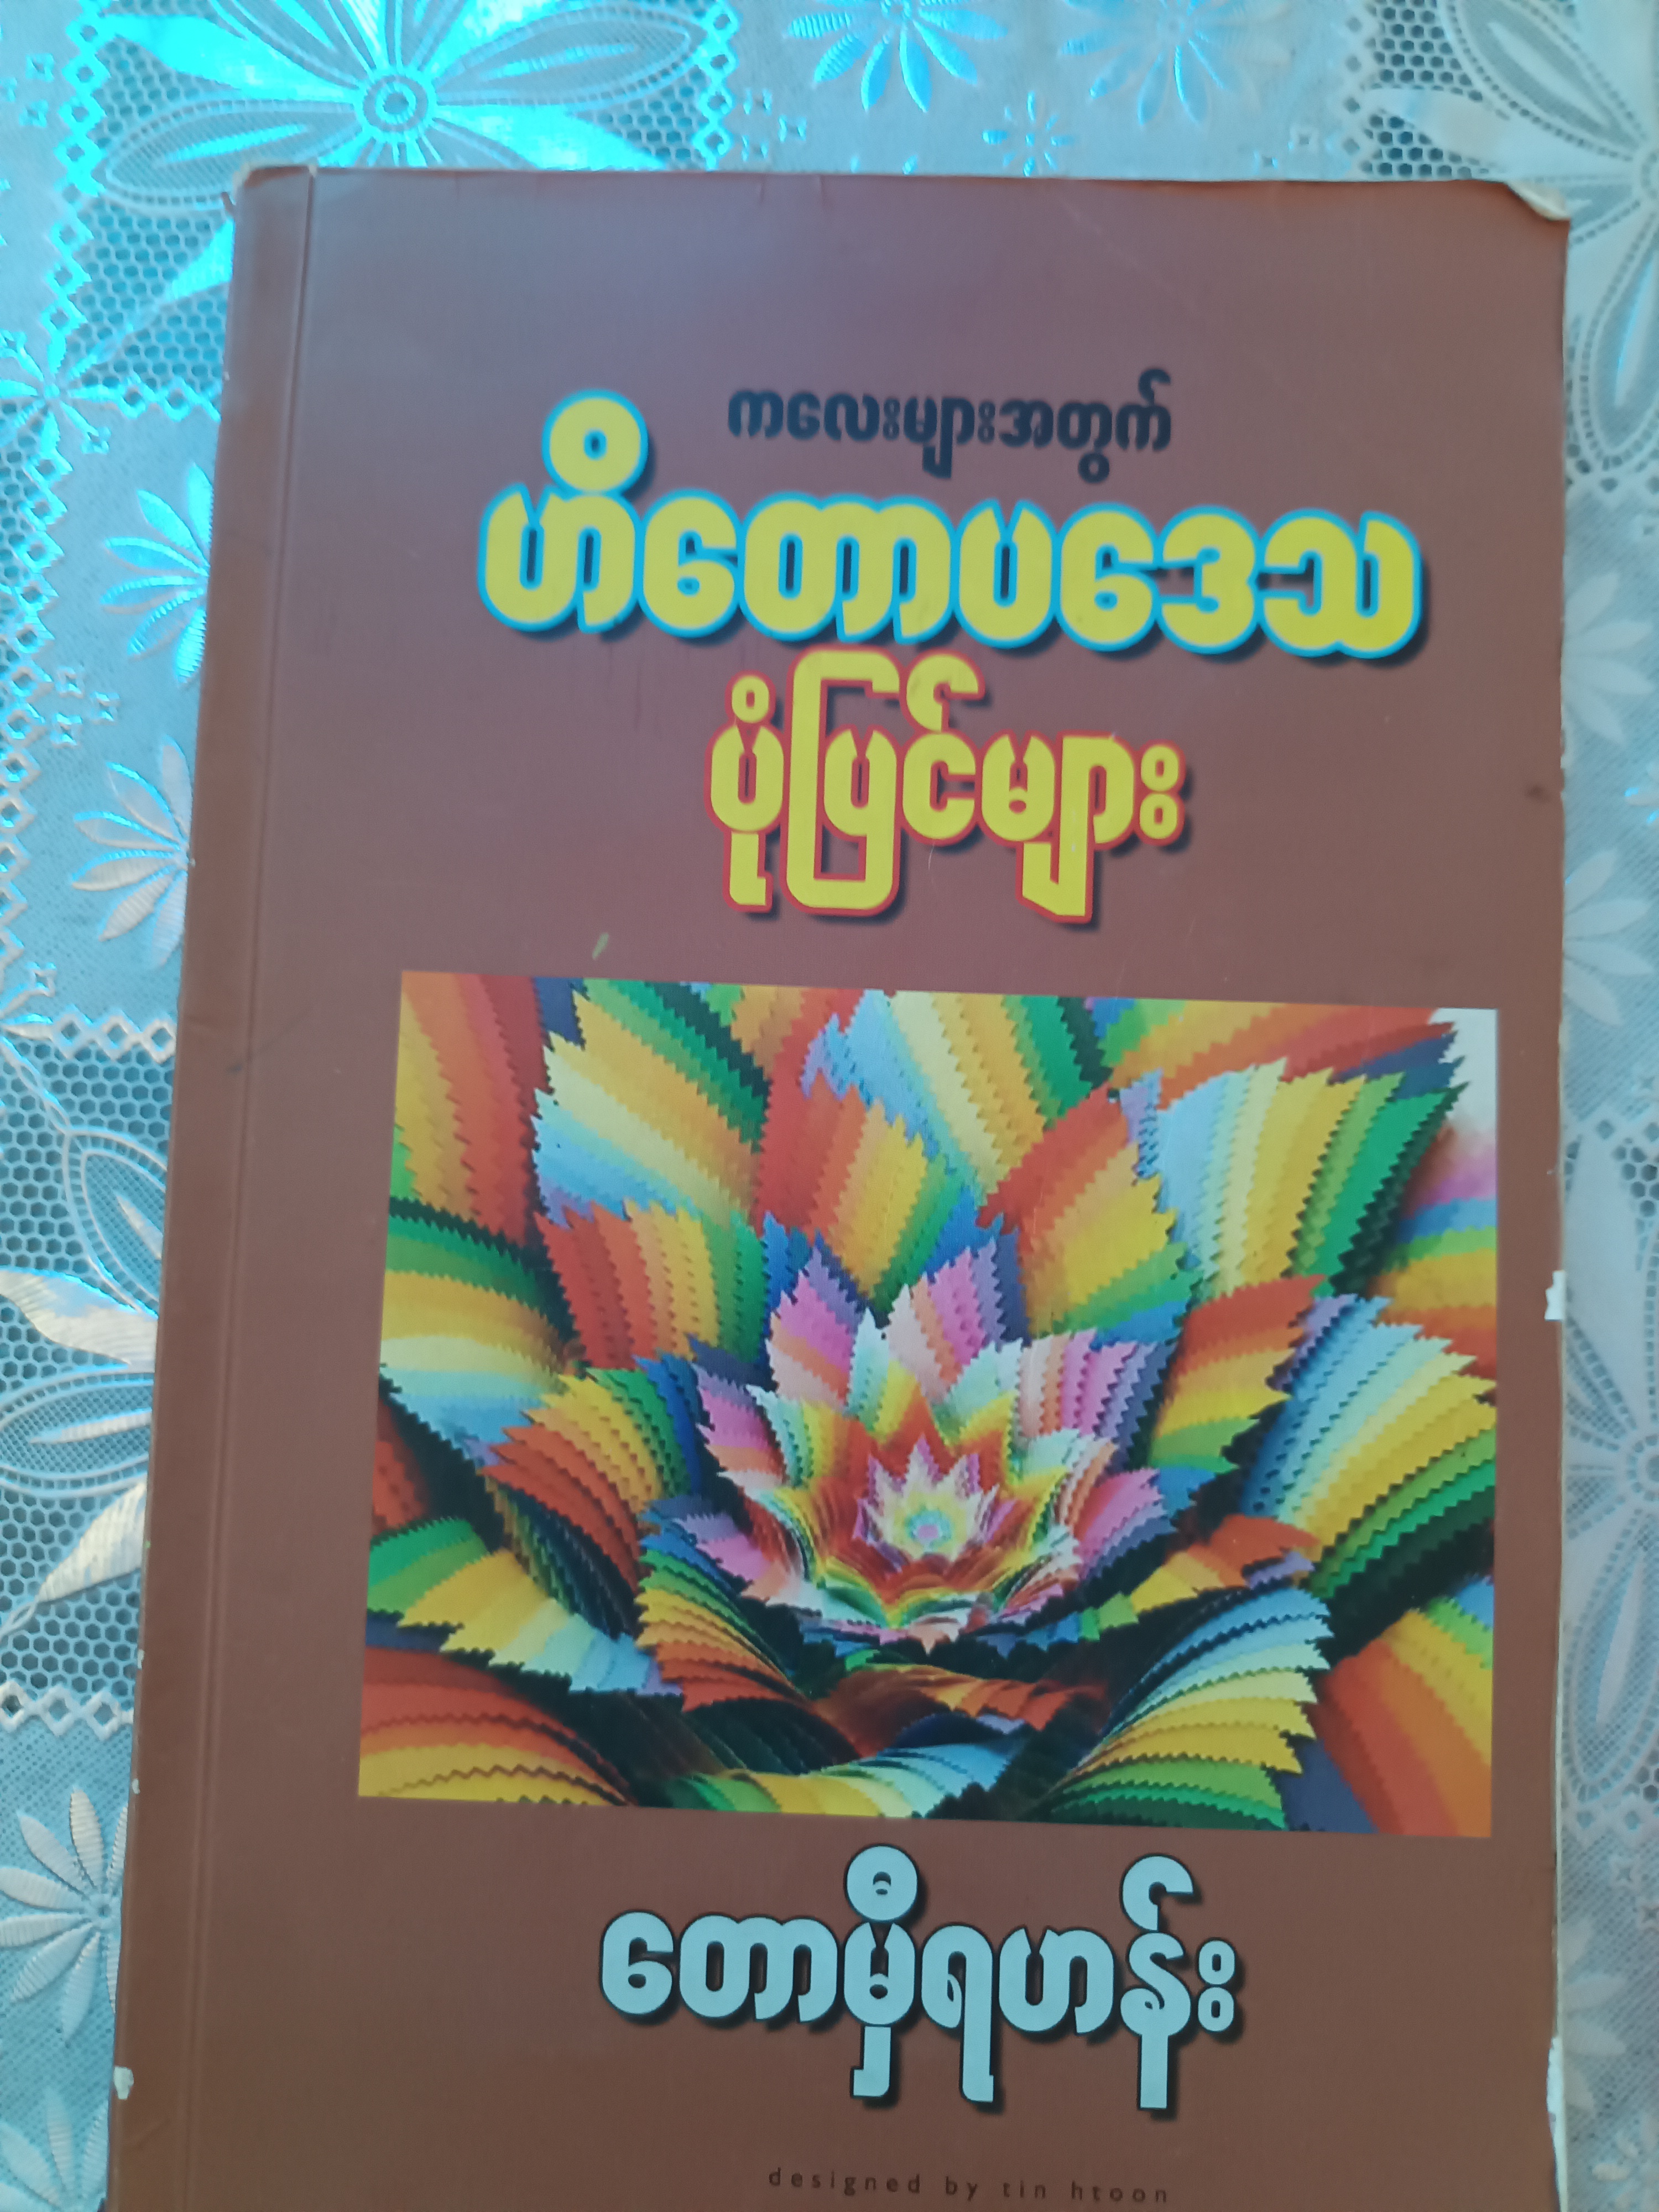 ကလေးများအတွက်
ဟိတောပဒေသ
ပုံပြင်များ
တောမှီရဟန်း
designed by tin htoon